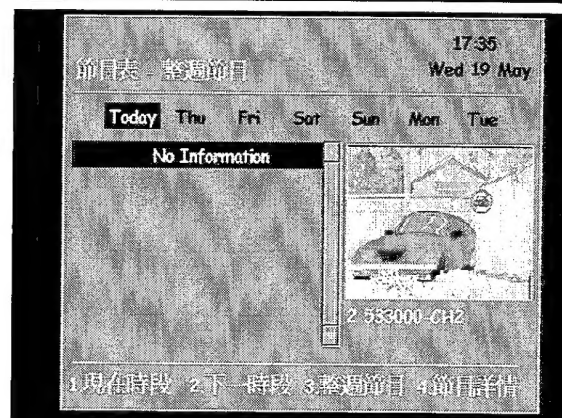 17:35
節目表 - 整週節目
Wed 19 May
Today Thu Fri Sat Sun Mon Tue
No Information
2 533000-CH2
1.現在時段 2.下一時段 3.整週節目 4.節目詳情